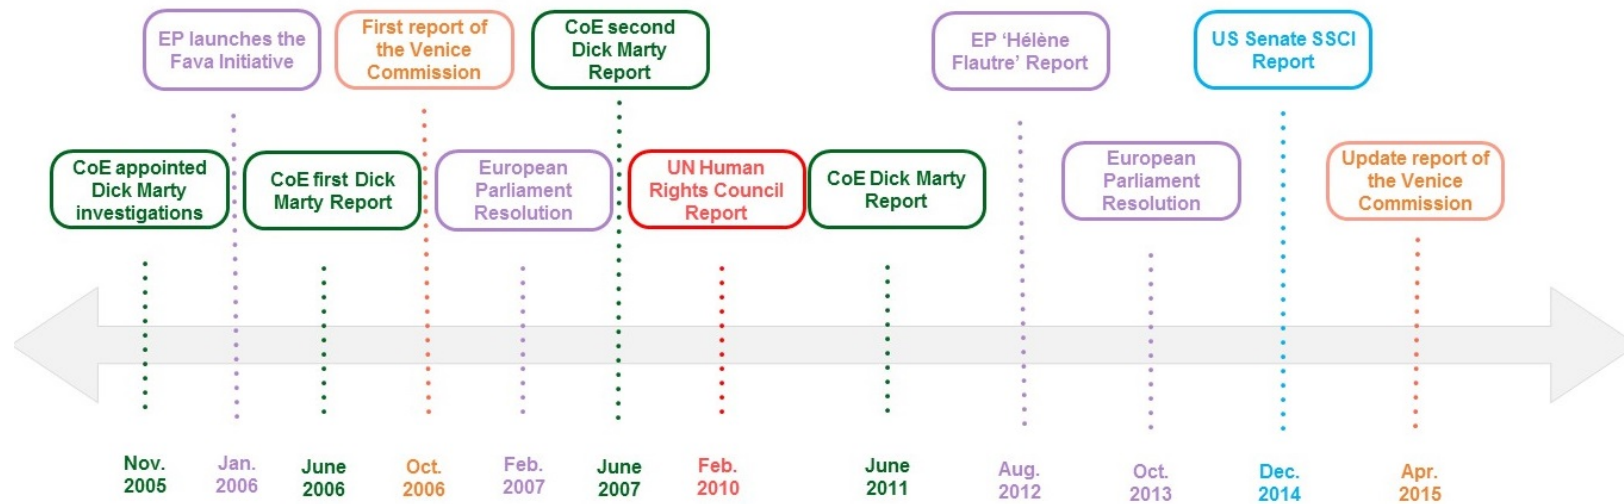 EP launches the
Fava Initiative
First report of
the Venice
Commission
CoE second
Dick Marty
Report
EP ‘Hélène
Flautre’ Report
US Senate SSCI
Report
CoE appointed
Dick Marty
investigations
CoE first Dick
Marty Report
European
Parliament
Resolution
UN Human
Rights Council
Report
CoE Dick Marty
Report
European
Parliament
Resolution
Update report of
the Venice
Commission
Nov.
2005
Jan.
2006
June
2006
Oct.
2006
Feb.
2007
June
2007
Feb.
2010
June
2011
Aug.
2012
Oct.
2013
Dec.
2014
Apr.
2015